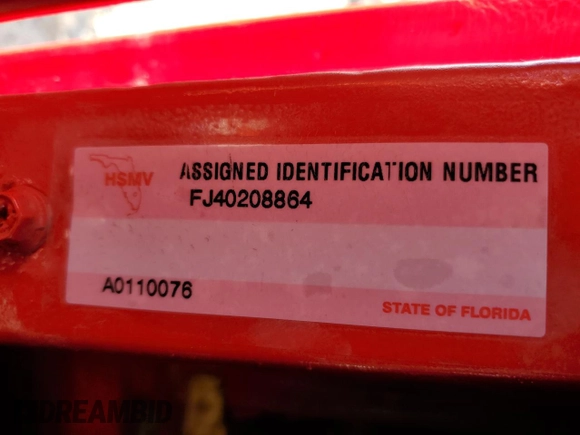 HSMV
ASSIGNED IDENTIFICATION NUMBER
FJ40208864
A0110076
STATE OF FLORIDA
DREAMBID